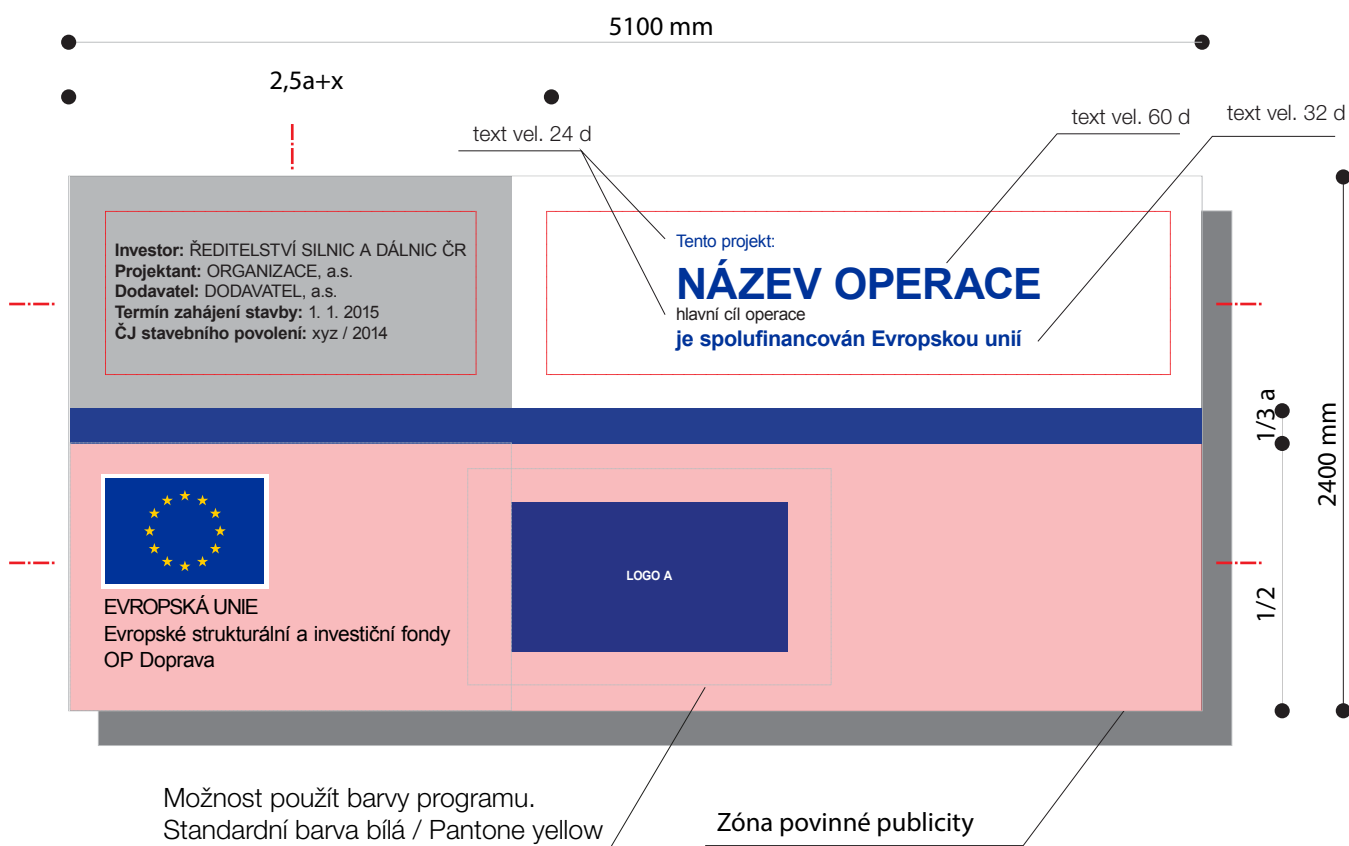 5100 mm
2,5a+x
text vel. 24 d
text vel. 60 d
text vel. 32 d
Investor: ŘEDITELSTVÍ SILNIC A DÁLNIC ČR
Projektant: ORGANIZACE, a.s.
Dodavatel: DODAVATEL, a.s.
Termín zahájení stavby: 1. 1. 2015
ČJ stavebního povolení: xyz / 2014
Tento projekt:
NÁZEV OPERACE
hlavní cíl operace
je spolufinancován Evropskou unií
1/3 a
2400 mm
1/2
LOGO A
EVROPSKÁ UNIE
Evropské strukturální a investiční fondy
OP Doprava
Možnost použít barvy programu.
Standardní barva bílá / Pantone yellow
Zóna povinné publicity